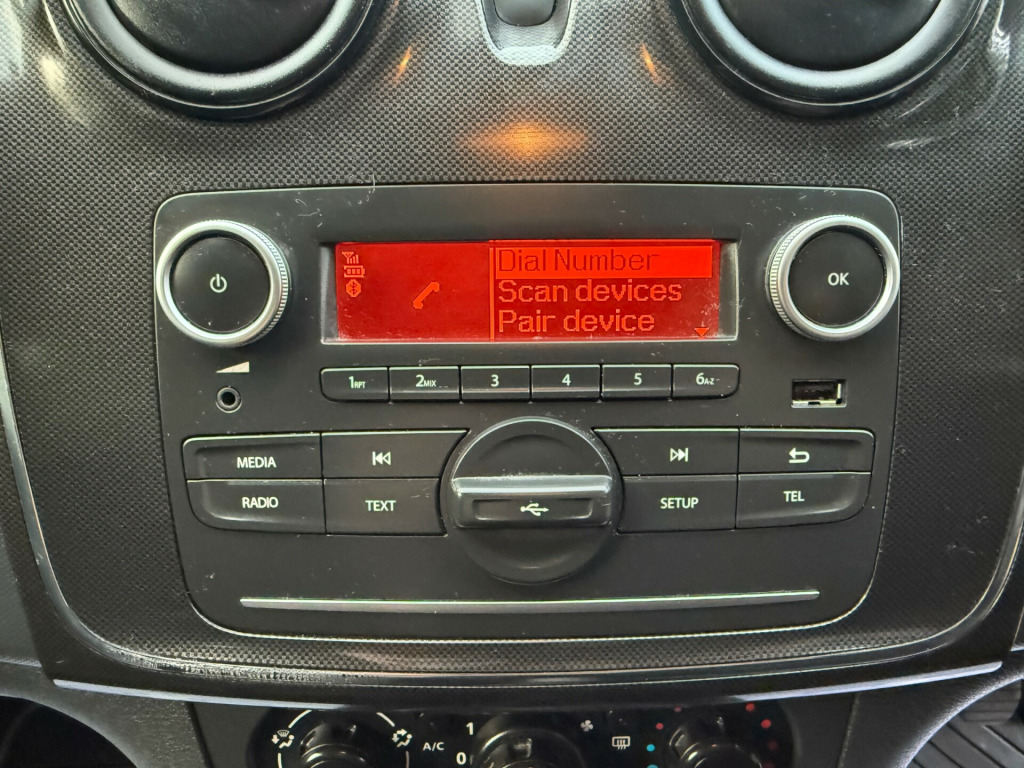 Dial Number
Scan devices
Pair device
OK
1RPT 2MIX 3 4 5 6A-Z
MEDIA
RADIO TEXT SETUP TEL
A/C 1
0